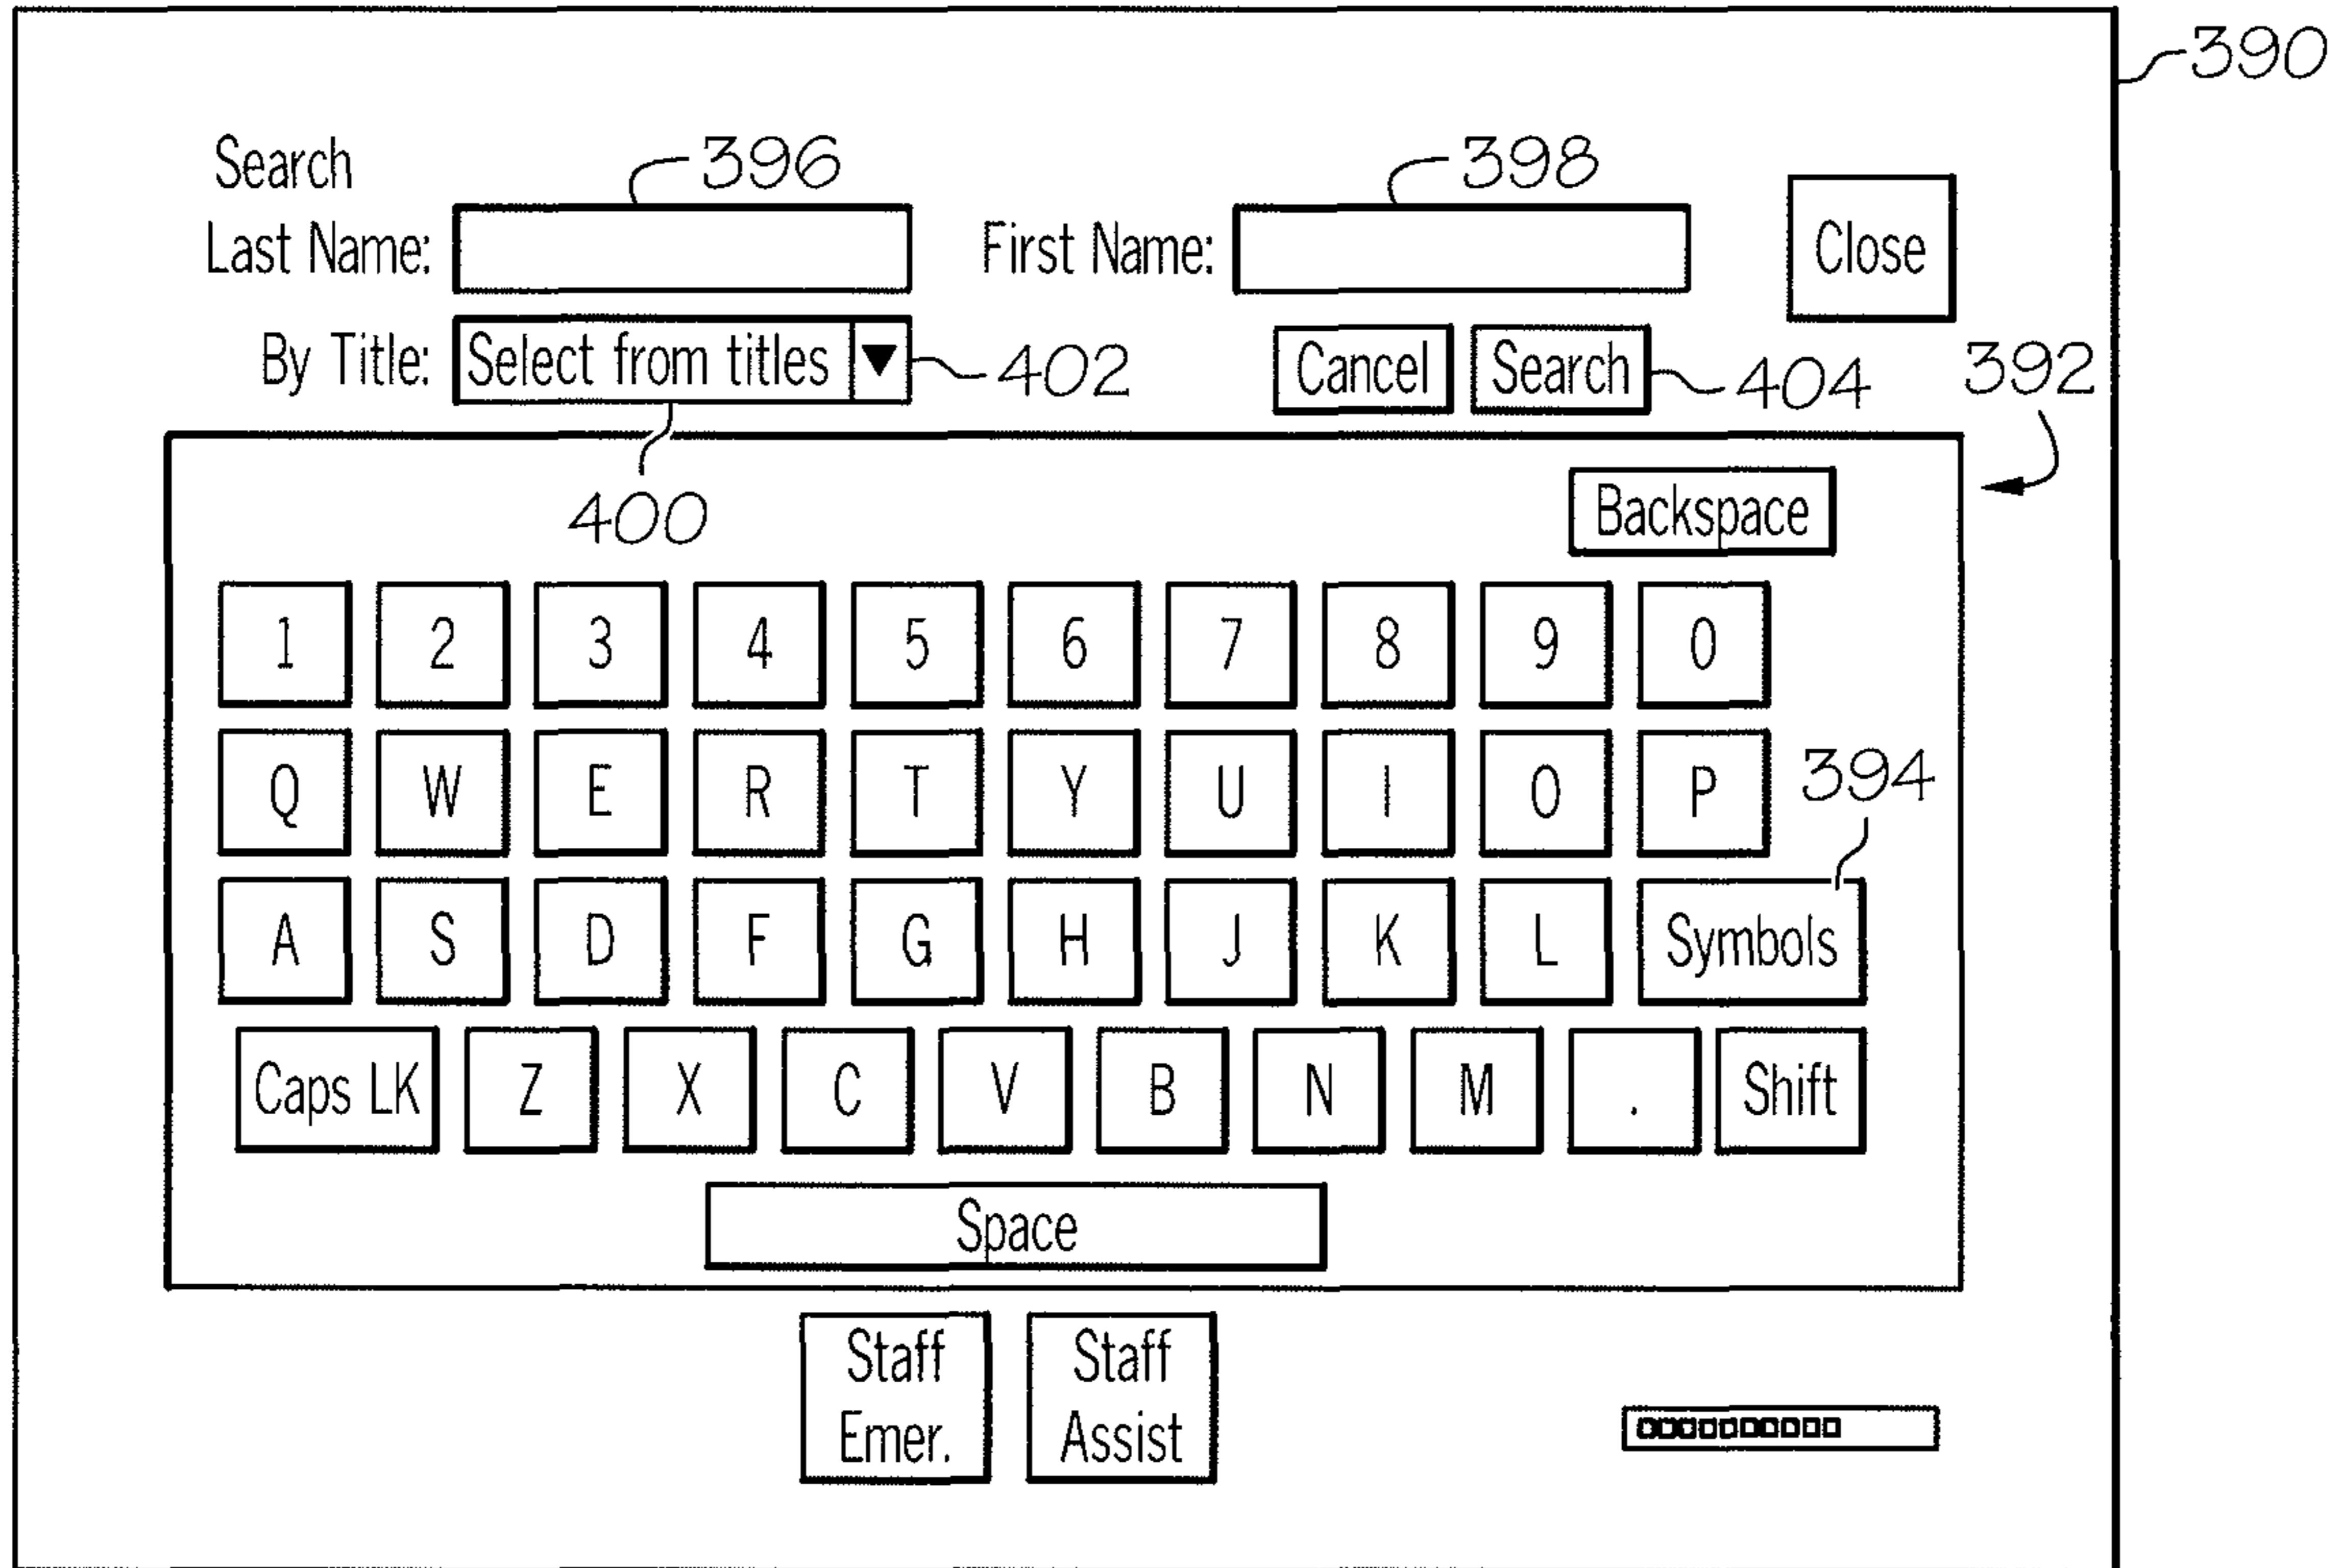 390
Search 396 398
Last Name: First Name: Close
By Title: Select from titles 402 Cancel Search 404 392
400 Backspace
1 2 3 4 5 6 7 8 9 0
Q W E R T Y U I O P 394
A S D F G H J K L Symbols
Caps LK Z X C V B N M . Shift
Space
Staff Staff
Emer. Assist